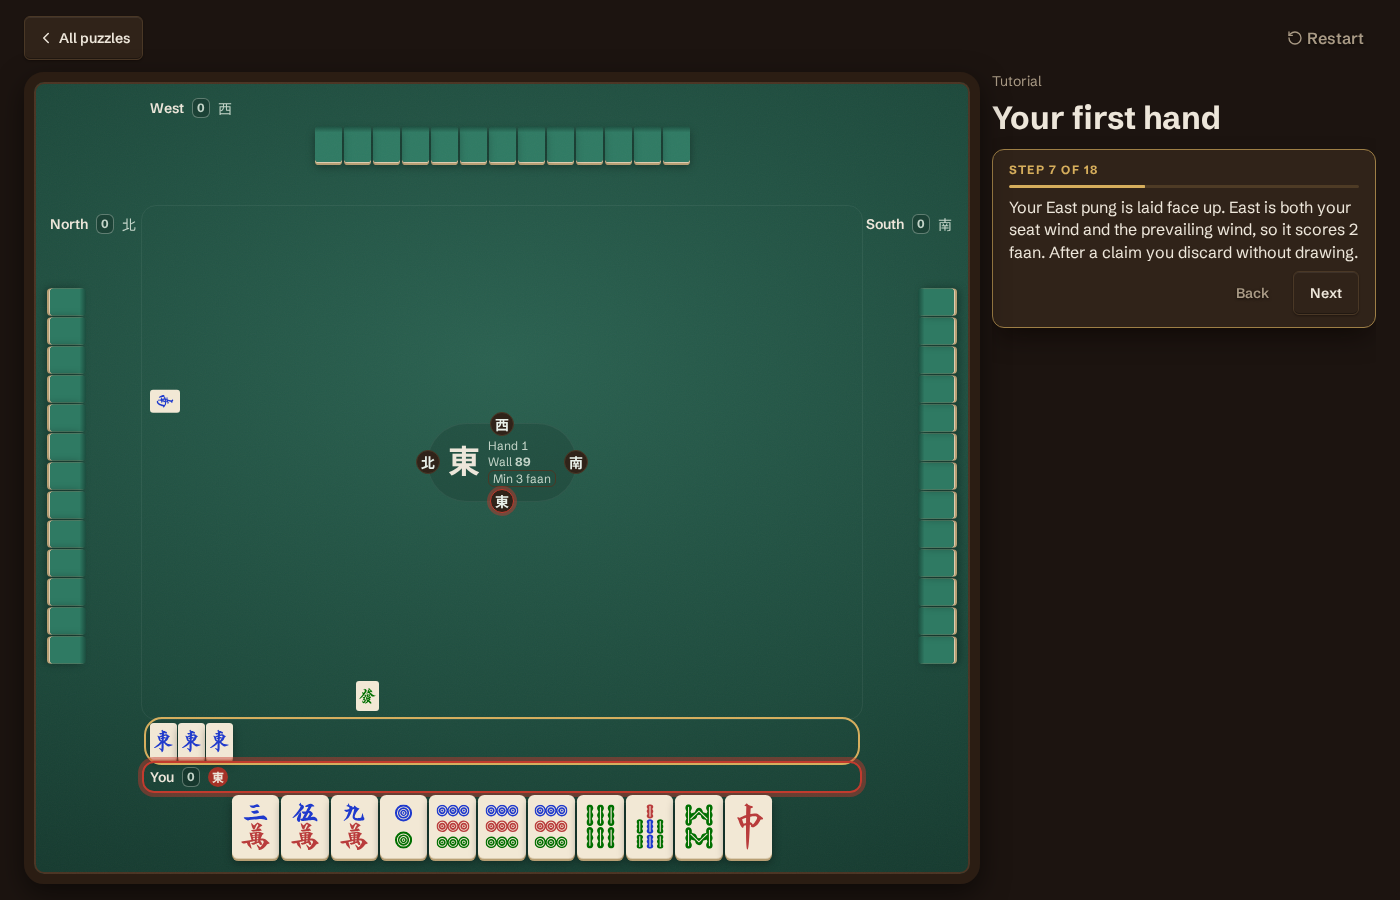 All puzzles
Restart
West 0 西
North 0 北
South 0 南
Tutorial
Your first hand
STEP 7 OF 18
Your East pung is laid face up. East is both your
seat wind and the prevailing wind, so it scores 2
faan. After a claim you discard without drawing.
Back
Next
西
北
東
Hand 1
Wall 89
Min 3 faan
南
東
發
東 東 東
You 0 東
三萬 伍萬 九萬 中